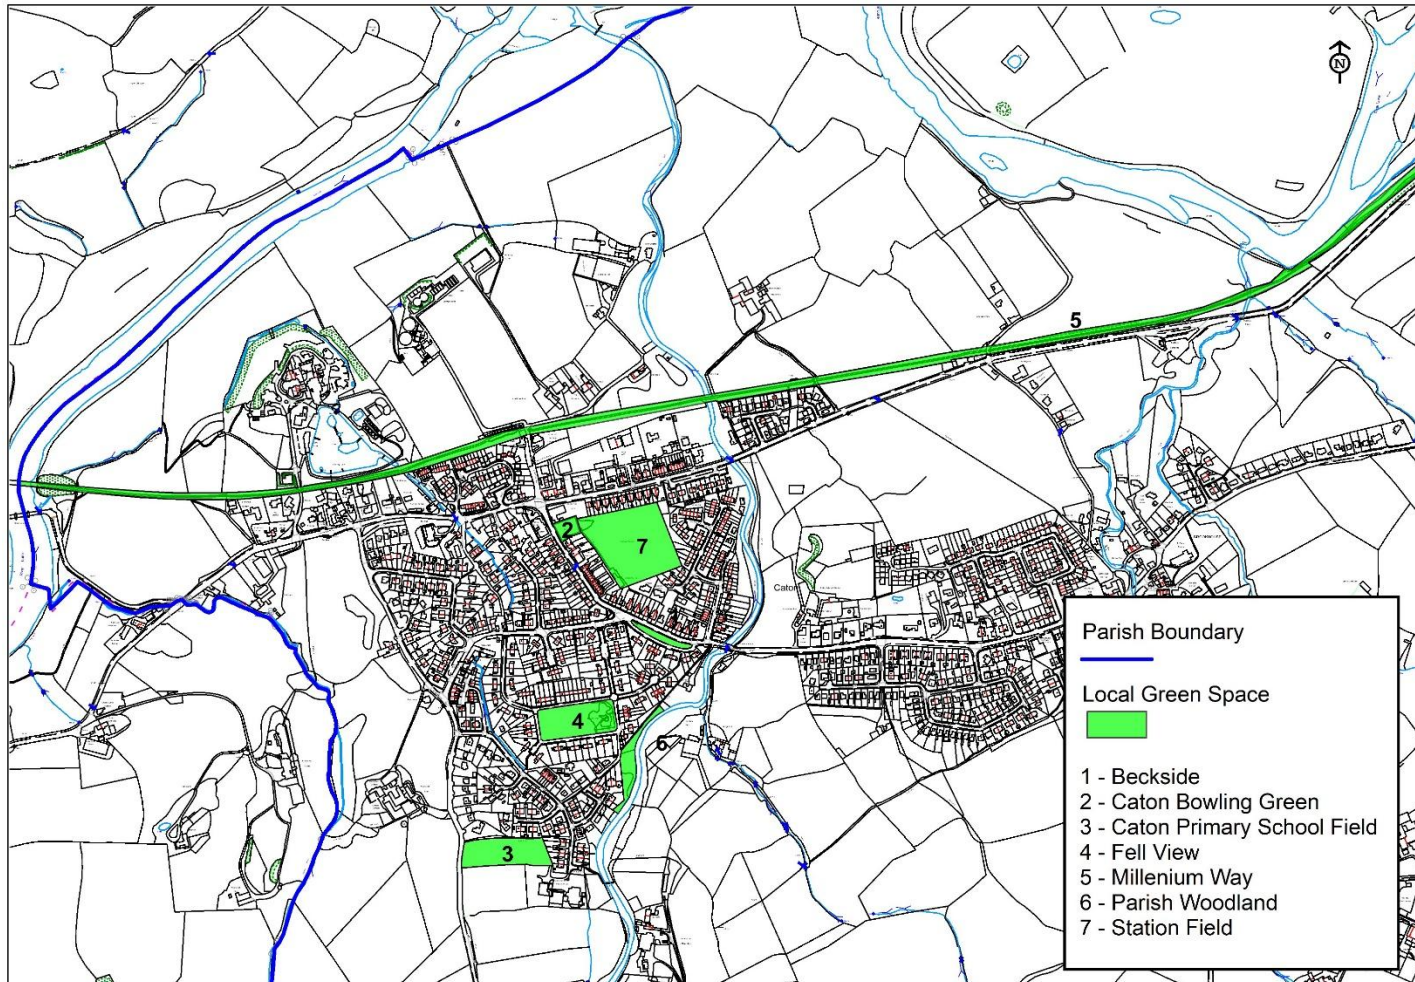 N
5
2
7
Caton
4
6
3
Parish Boundary
Local Green Space
1 - Beckside
2 - Caton Bowling Green
3 - Caton Primary School Field
4 - Fell View
5 - Millenium Way
6 - Parish Woodland
7 - Station Field